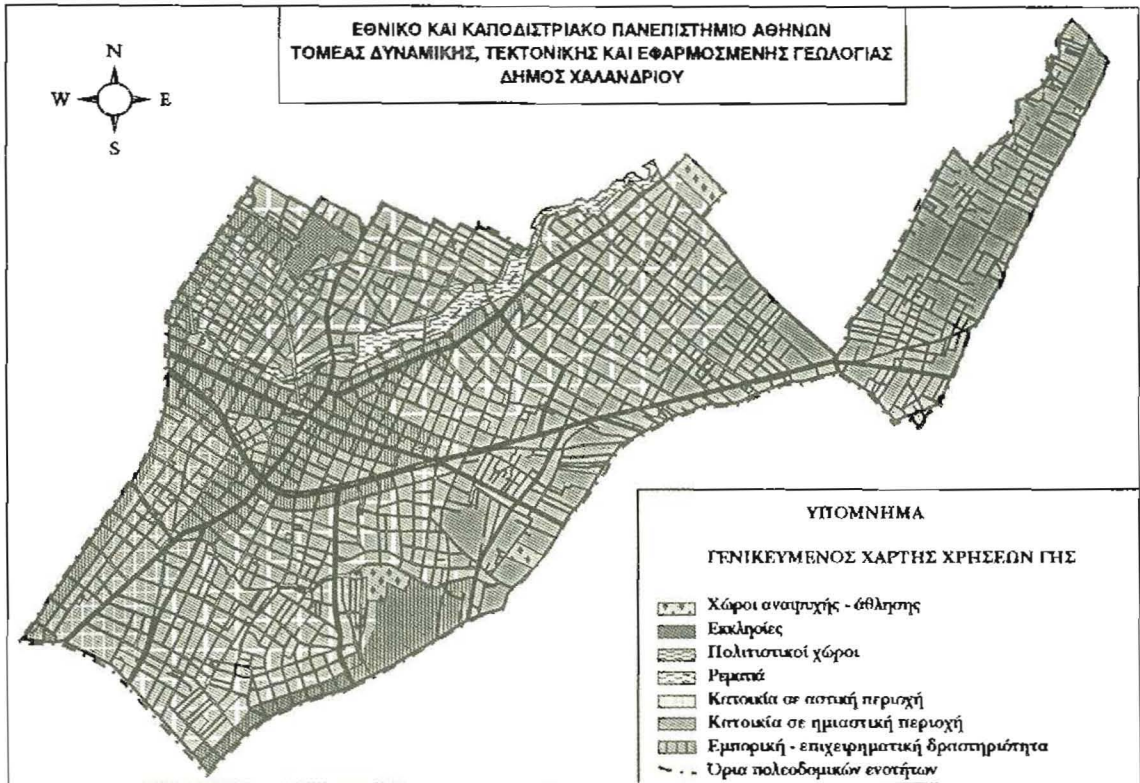 ΕΘΝΙΚΟ ΚΑΙ ΚΑΠΟΔΙΣΤΡΙΑΚΟ ΠΑΝΕΠΙΣΤΗΜΙΟ ΑΘΗΝΩΝ
ΤΟΜΕΑΣ ΔΥΝΑΜΙΚΗΣ, ΤΕΚΤΟΝΙΚΗΣ ΚΑΙ ΕΦΑΡΜΟΣΜΕΝΗΣ ΓΕΩΛΟΓΙΑΣ
ΔΗΜΟΣ ΧΑΛΑΝΔΡΙΟΥ
N
W E
S
ΥΠΟΜΝΗΜΑ
ΓΕΝΙΚΕΥΜΕΝΟΣ ΧΑΡΤΗΣ ΧΡΗΣΕΩΝ ΓΗΣ
Χώροι αναψυχής - άθλησης
Εκκλησίες
Πολιτιστικοί χώροι
Ρεματιά
Κατοικία σε αστική περιοχή
Κατοικία σε ημιαστική περιοχή
Εμπορική - επιχειρηματική δραστηριότητα
Όρια πολεοδομικών ενοτήτων